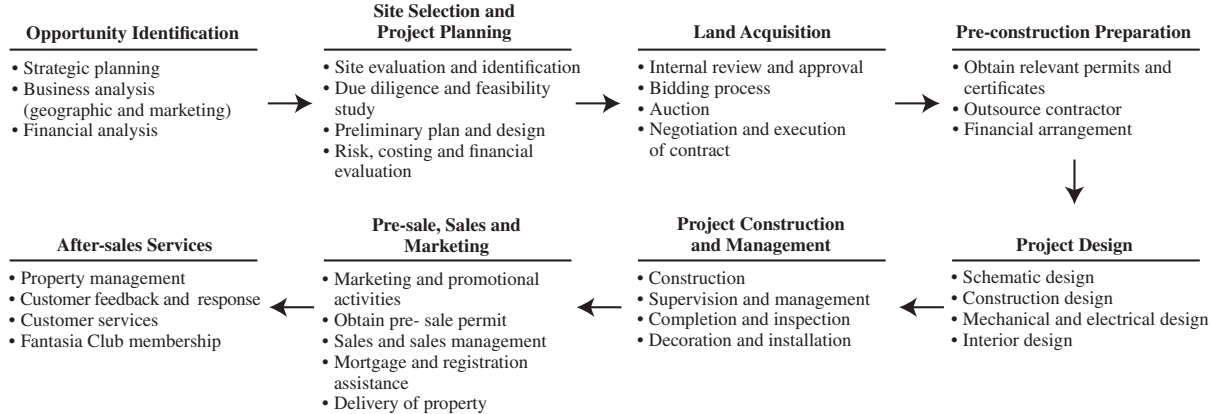 Opportunity Identification
• Strategic planning
• Business analysis
(geographic and marketing)
• Financial analysis
Site Selection and
Project Planning
• Site evaluation and identification
• Due diligence and feasibility
study
• Preliminary plan and design
• Risk, costing and financial
evaluation
Land Acquisition
• Internal review and approval
• Bidding process
• Auction
• Negotiation and execution
of contract
Pre-construction Preparation
• Obtain relevant permits and
certificates
• Outsource contractor
• Financial arrangement
Project Design
• Schematic design
• Construction design
• Mechanical and electrical design
• Interior design
Project Construction
and Management
• Construction
• Supervision and management
• Completion and inspection
• Decoration and installation
Pre-sale, Sales and
Marketing
• Marketing and promotional
activities
• Obtain pre- sale permit
• Sales and sales management
• Mortgage and registration
assistance
• Delivery of property
After-sales Services
• Property management
• Customer feedback and response
• Customer services
• Fantasia Club membership